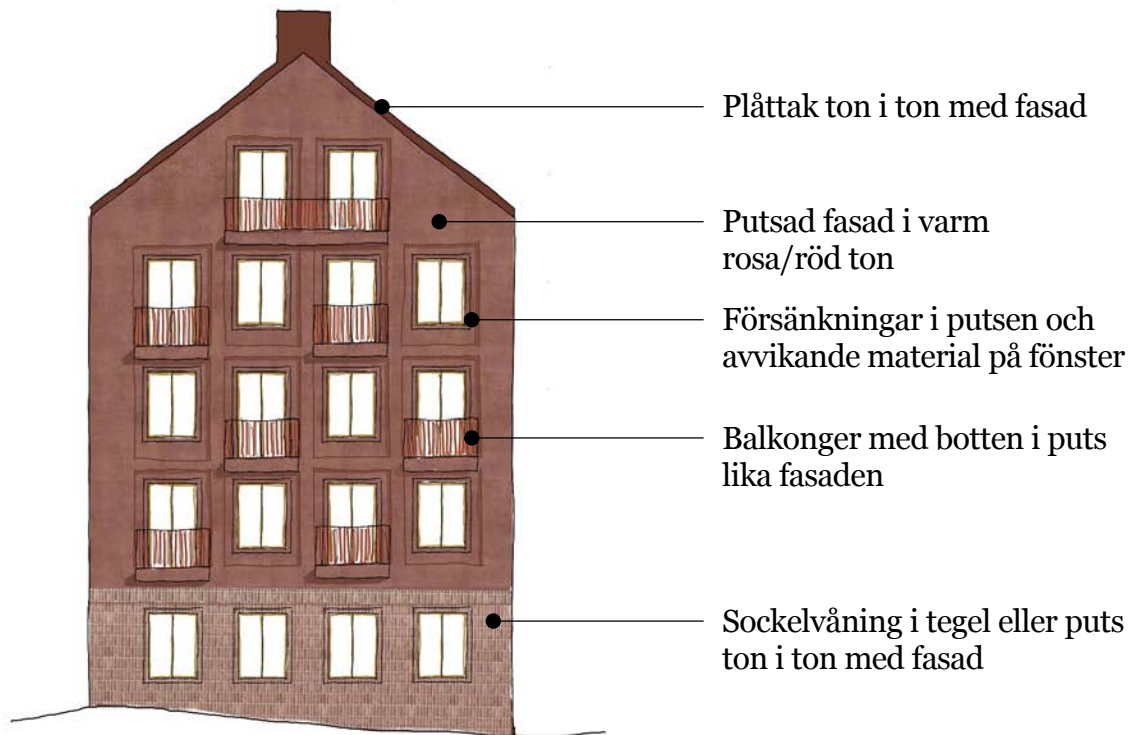 Plåttak ton i ton med fasad
Putsad fasad i varm
rosa/röd ton
Försänkningar i putsen och
avvikande material på fönster
Balkonger med botten i puts
lika fasaden
Sockelvåning i tegel eller puts
ton i ton med fasad